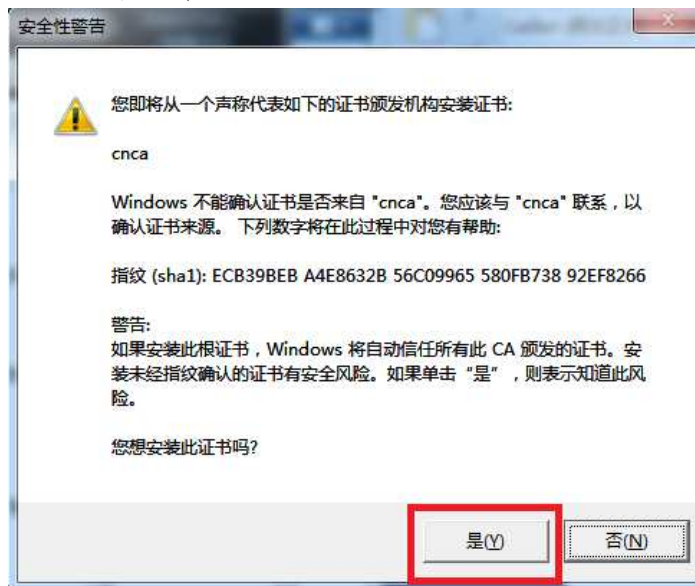 安全性警告
您即将从一个声称代表如下的证书颁发机构安装证书:
cnca
Windows 不能确认证书是否来自 "cnca"。您应该与 "cnca" 联系，以
确认证书来源。 下列数字将在此过程中对您有帮助:
指纹 (sha1): ECB39BEB A4E8632B 56C09965 580FB738 92EF8266
警告:
如果安装此根证书，Windows 将自动信任所有此 CA 颁发的证书。安
装未经指纹确认的证书有安全风险。如果单击“是”，则表示知道此风
险。
您想安装此证书吗?
是(Y)
否(N)